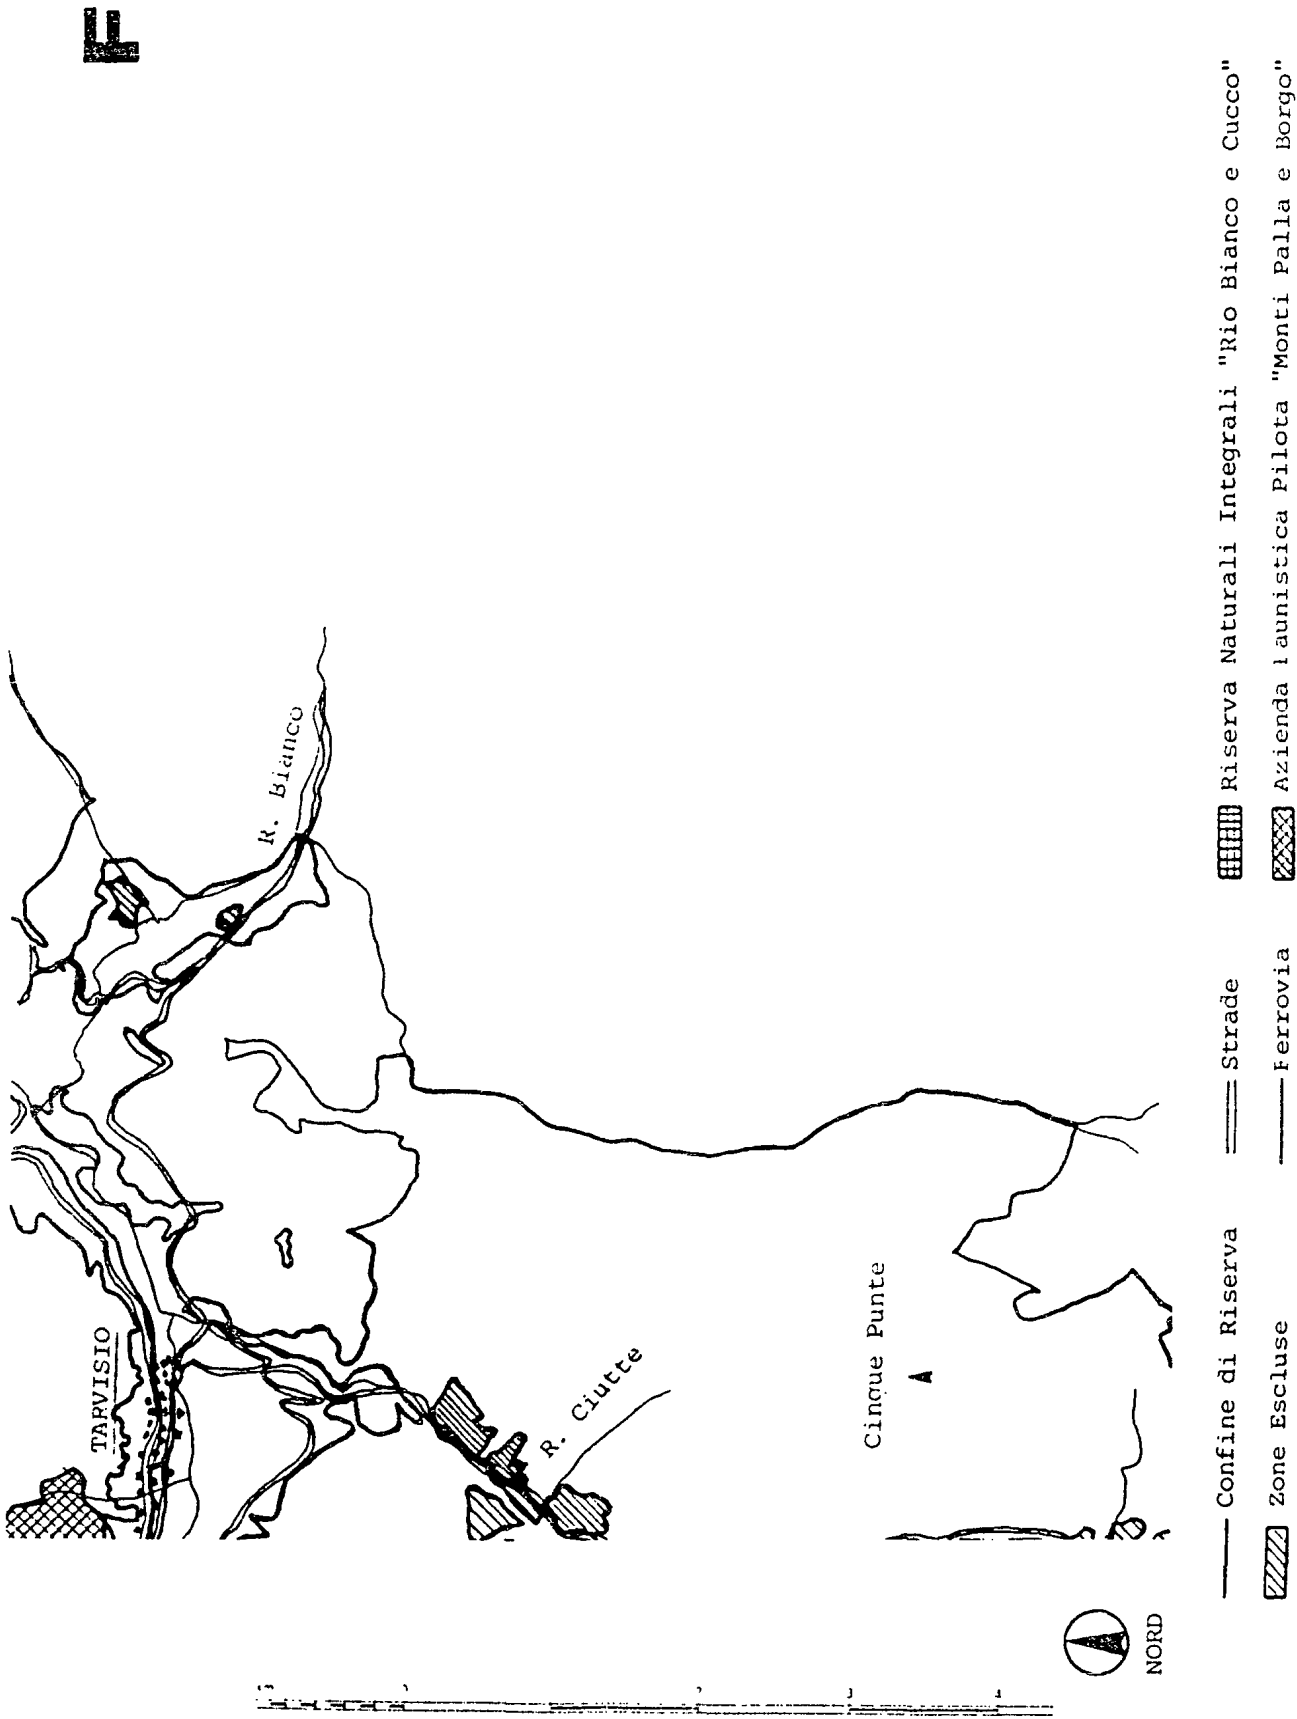 F
TARVISIO
R. Bianco
R. Ciutte
Cinque Punte
NORD
Confine di Riserva
Strade
Riserva Naturali Integrali "Rio Bianco e Cucco"
Zone Escluse
Ferrovia
Azienda launistica Pilota "Monti Palla e Borgo"